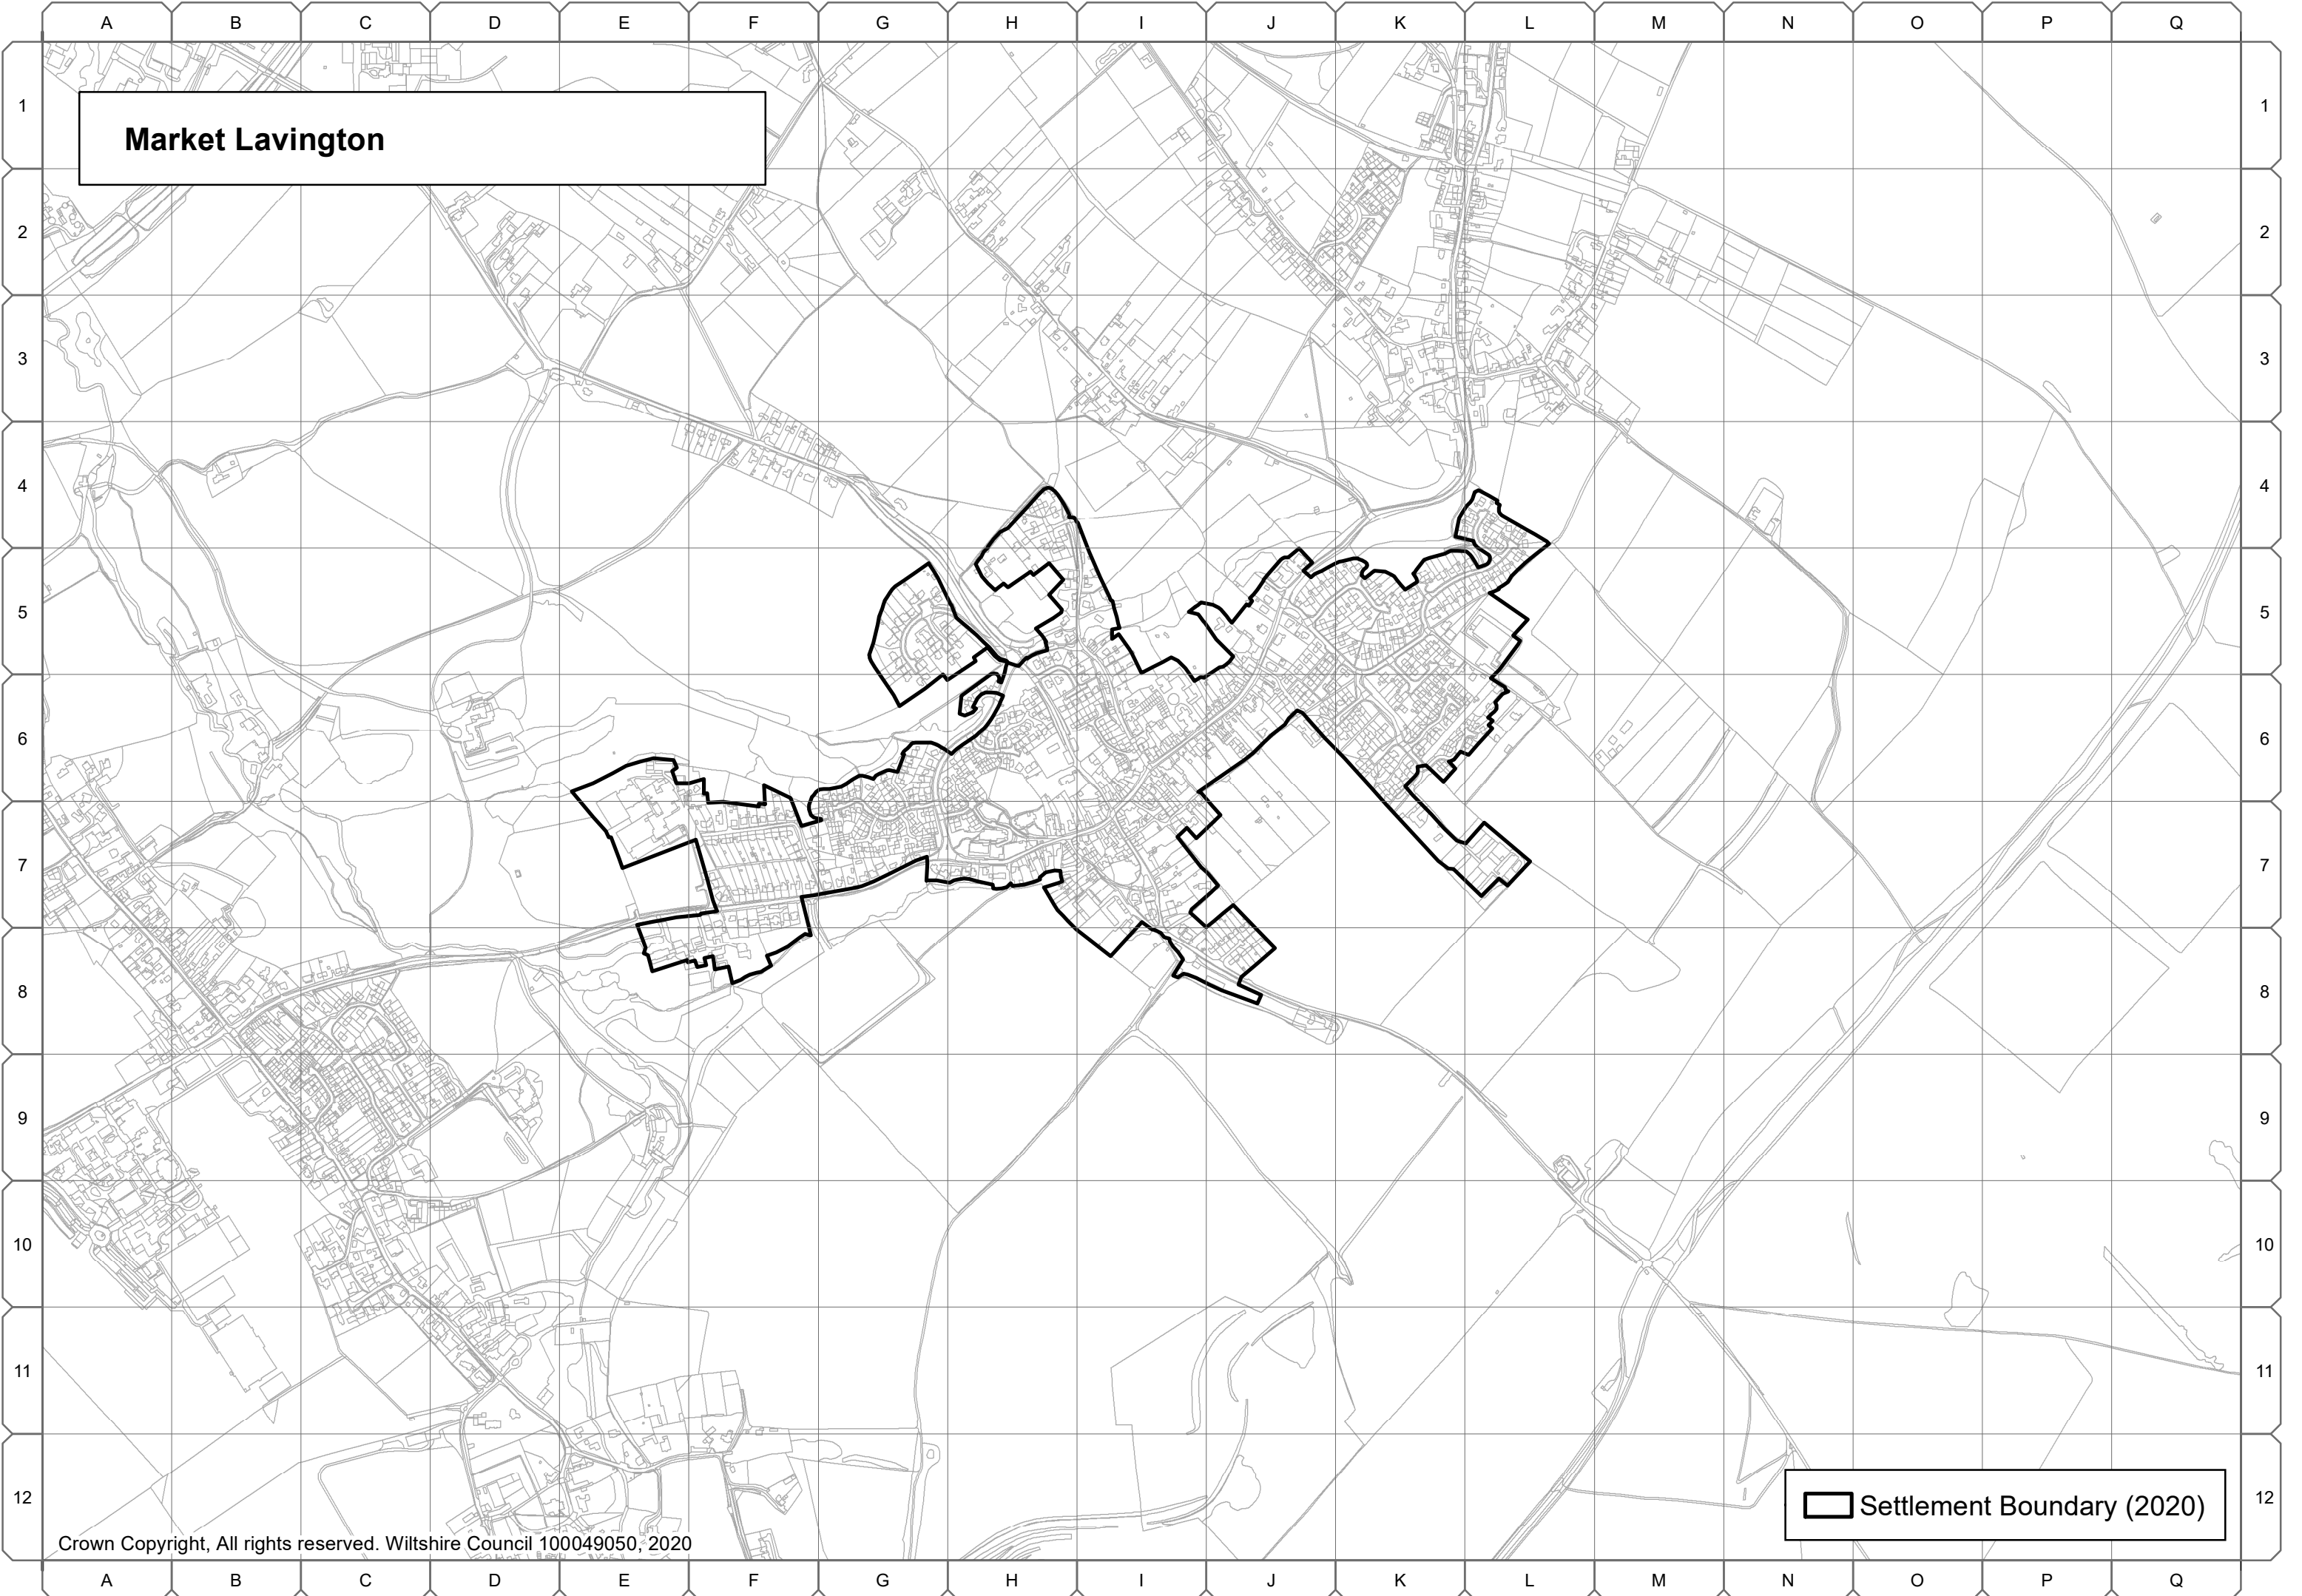 A B C D E F G H I J K L M N O P Q
1 1
Market Lavington
2 2
3 3
4 4
5 5
6 6
7 7
8 8
9 9
10 10
11 11
12 12
Settlement Boundary (2020)
Crown Copyright, All rights reserved. Wiltshire Council 100049050, 2020
A B C D E F G H I J K L M N O P Q